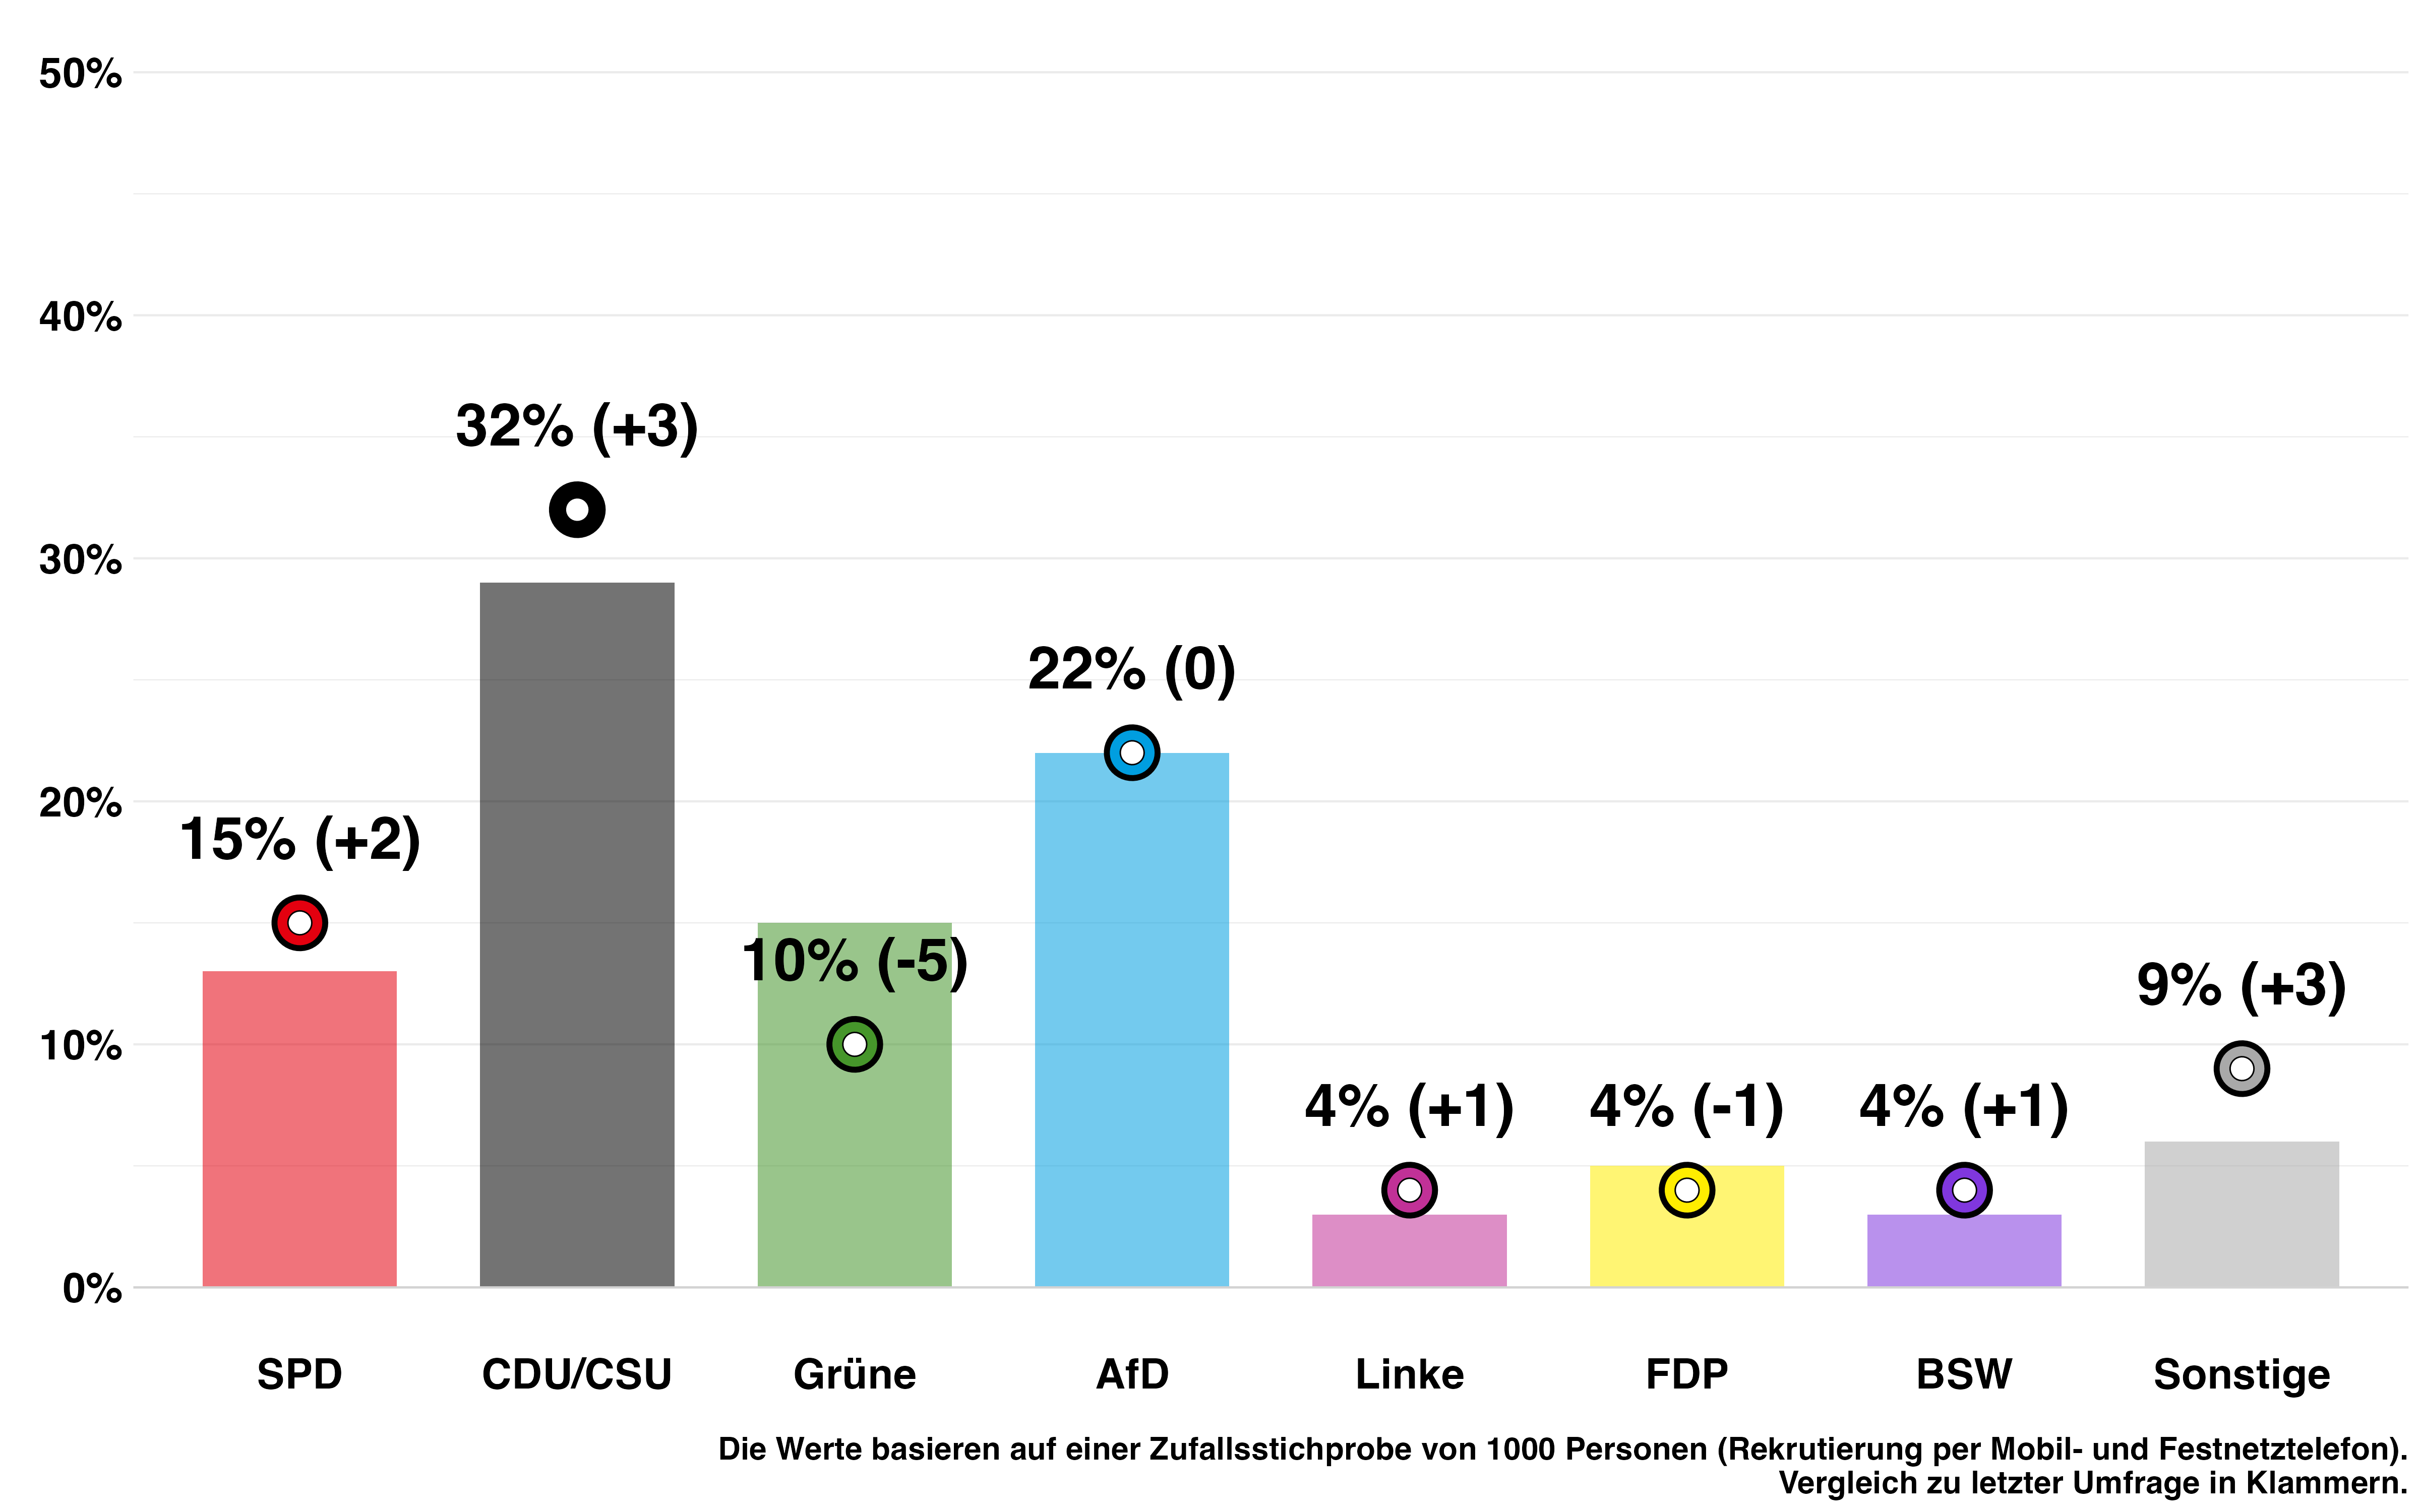 50%
40%
30%
20%
10%
0%
15% (+2)
32% (+3)
10% (-5)
22% (0)
4% (+1)
4% (-1)
4% (+1)
9% (+3)
SPD
CDU/CSU
Grüne
AfD
Linke
FDP
BSW
Sonstige
Die Werte basieren auf einer Zufallsstichprobe von 1000 Personen (Rekrutierung per Mobil- und Festnetztelefon).
Vergleich zu letzter Umfrage in Klammern.